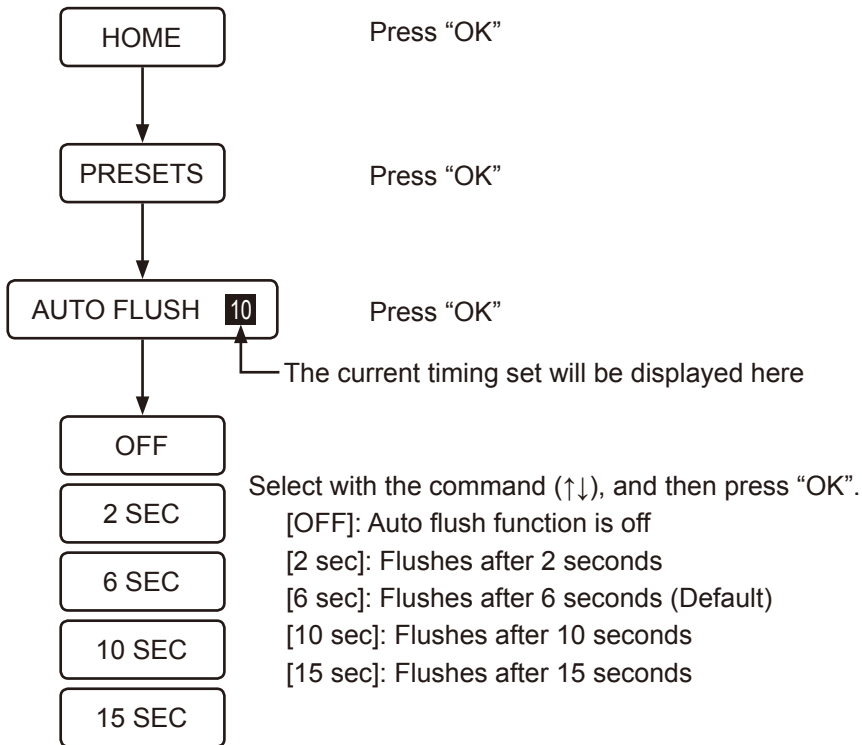 HOME Press “OK”
PRESETS Press “OK”
AUTO FLUSH 10 Press “OK”
The current timing set will be displayed here
OFF
2 SEC
6 SEC
10 SEC
15 SEC
Select with the command (↑↓), and then press “OK”.
[OFF]: Auto flush function is off
[2 sec]: Flushes after 2 seconds
[6 sec]: Flushes after 6 seconds (Default)
[10 sec]: Flushes after 10 seconds
[15 sec]: Flushes after 15 seconds